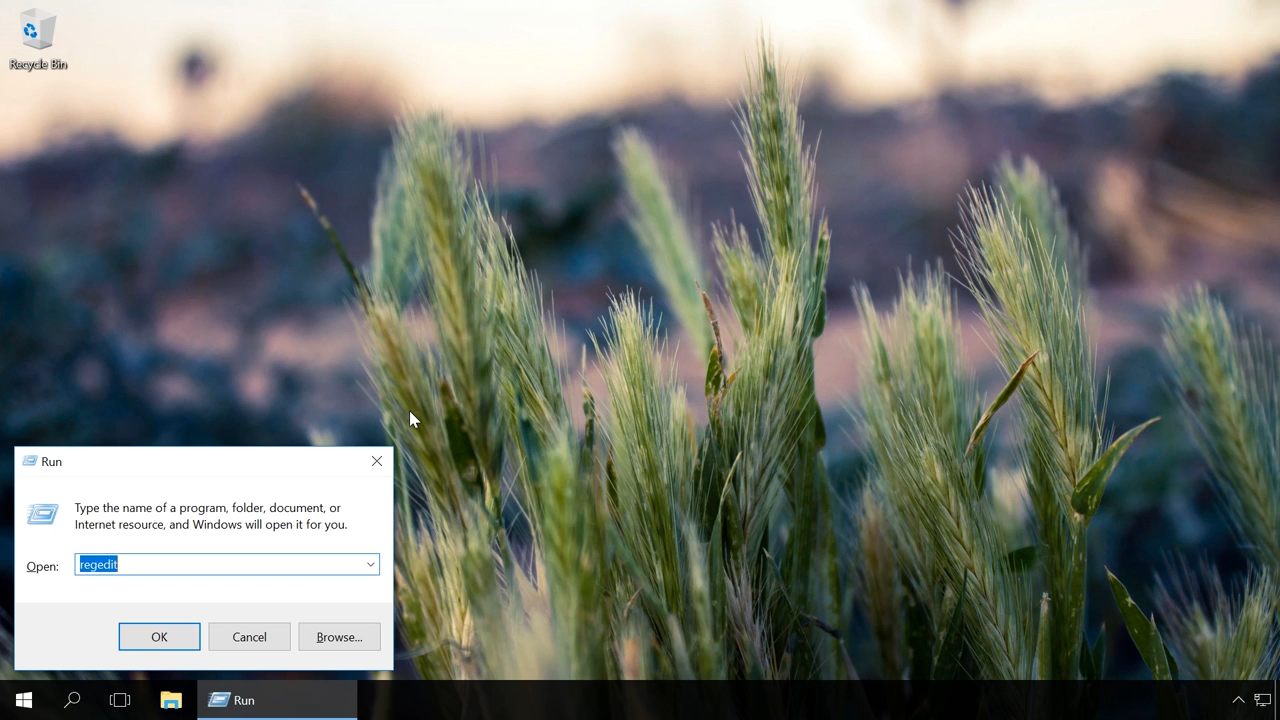 Recycle Bin
Run
Type the name of a program, folder, document, or
Internet resource, and Windows will open it for you.
Open: regedit
OK Cancel Browse...
Run